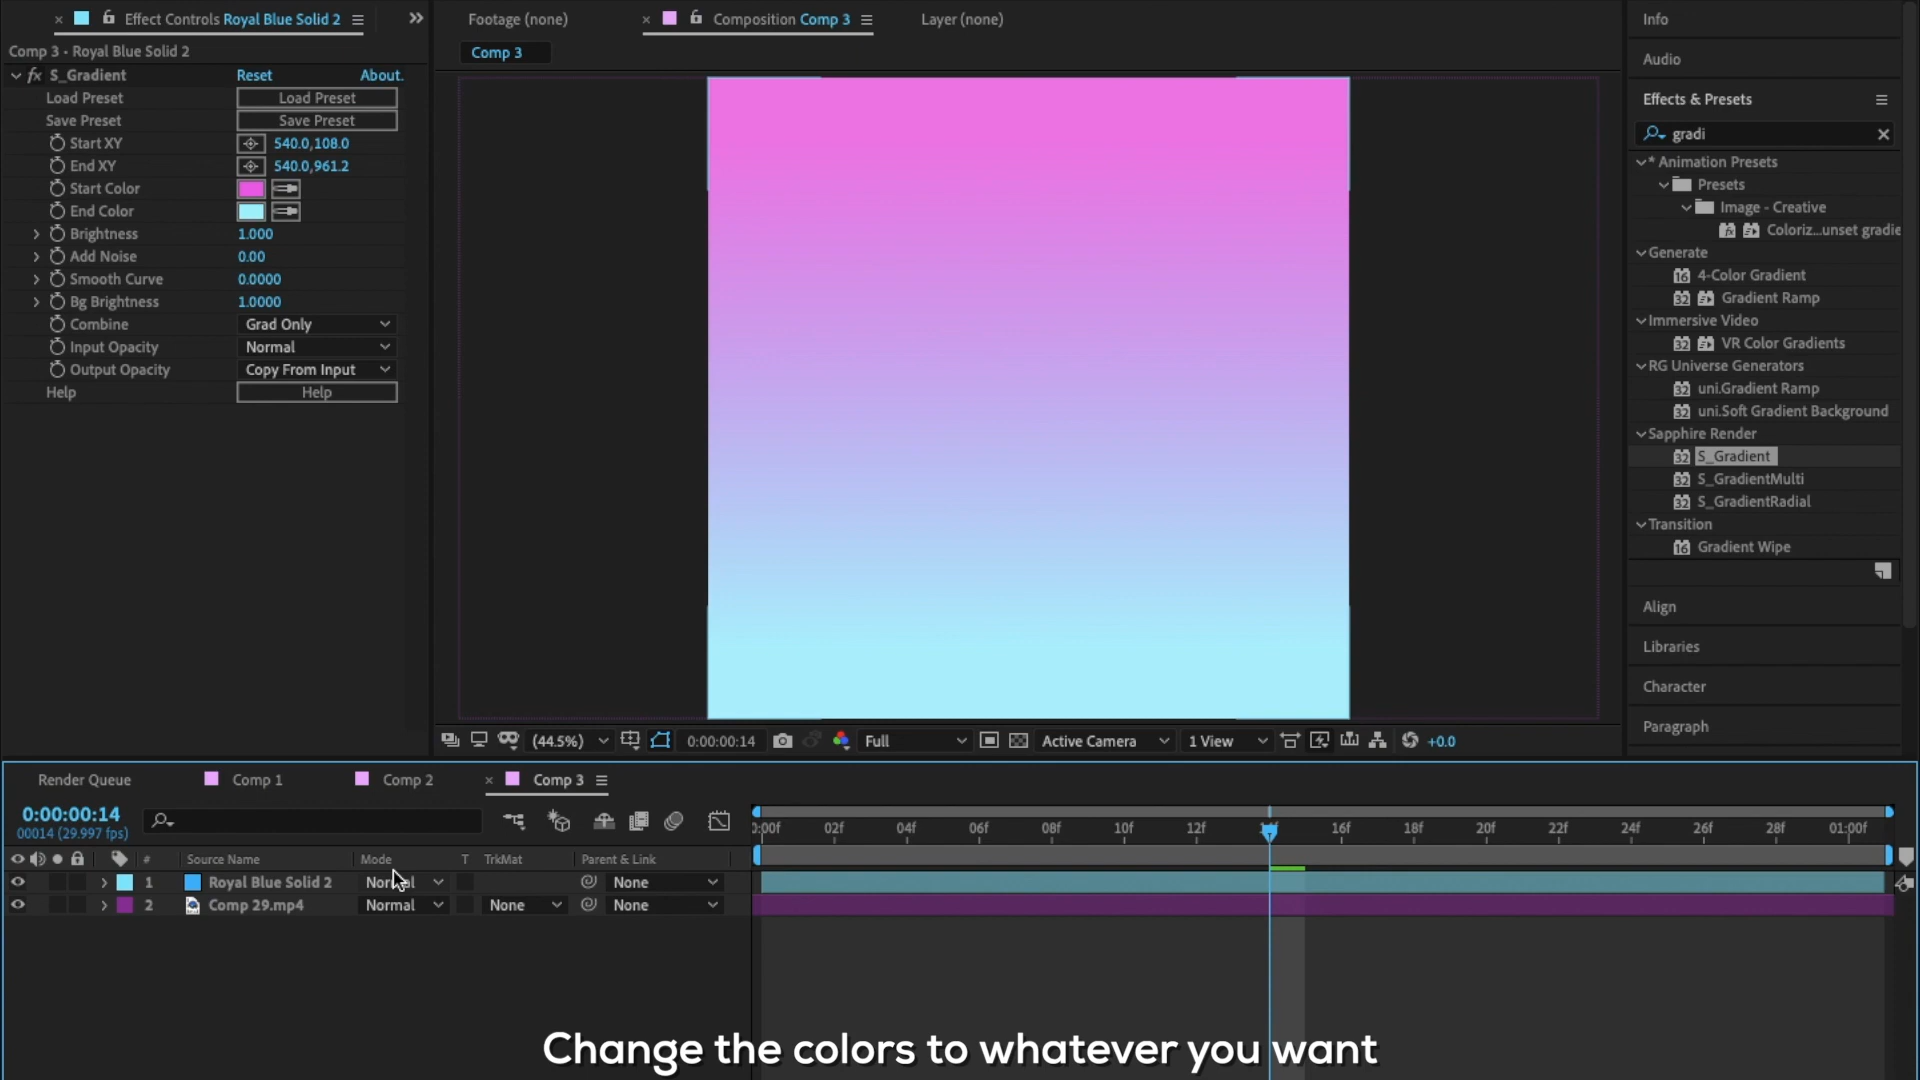 Effect Controls Royal Blue Solid 2
Comp 3 - Royal Blue Solid 2
fx S_Gradient Reset About.
Load Preset Load Preset
Save Preset Save Preset
Start XY 540.0,108.0
End XY 540.0,961.2
Start Color
End Color
Brightness 1.000
Add Noise 0.00
Smooth Curve 0.0000
Bg Brightness 1.0000
Combine Grad Only
Input Opacity Normal
Output Opacity Copy From Input
Help Help
Footage (none) Composition Comp 3 Layer (none)
Comp 3
(44.5%) 0:00:00:14 Full Active Camera 1 View +0.0
Info
Audio
Effects & Presets
gradi
* Animation Presets
Presets
Image - Creative
Coloriz...unset gradie
Generate
4-Color Gradient
Gradient Ramp
Immersive Video
VR Color Gradients
RG Universe Generators
uni.Gradient Ramp
uni.Soft Gradient Background
Sapphire Render
S_Gradient
S_GradientMulti
S_GradientRadial
Transition
Gradient Wipe
Align
Libraries
Character
Paragraph
Render Queue Comp 1 Comp 2 Comp 3
0:00:00:14
00014 (29.997 fps)
0:00f 02f 04f 06f 08f 10f 12f 14f 16f 18f 20f 22f 24f 26f 28f 01:00f
# Source Name Mode T TrkMat Parent & Link
1 Royal Blue Solid 2 Normal None
2 Comp 29.mp4 Normal None None
Change the colors to whatever you want